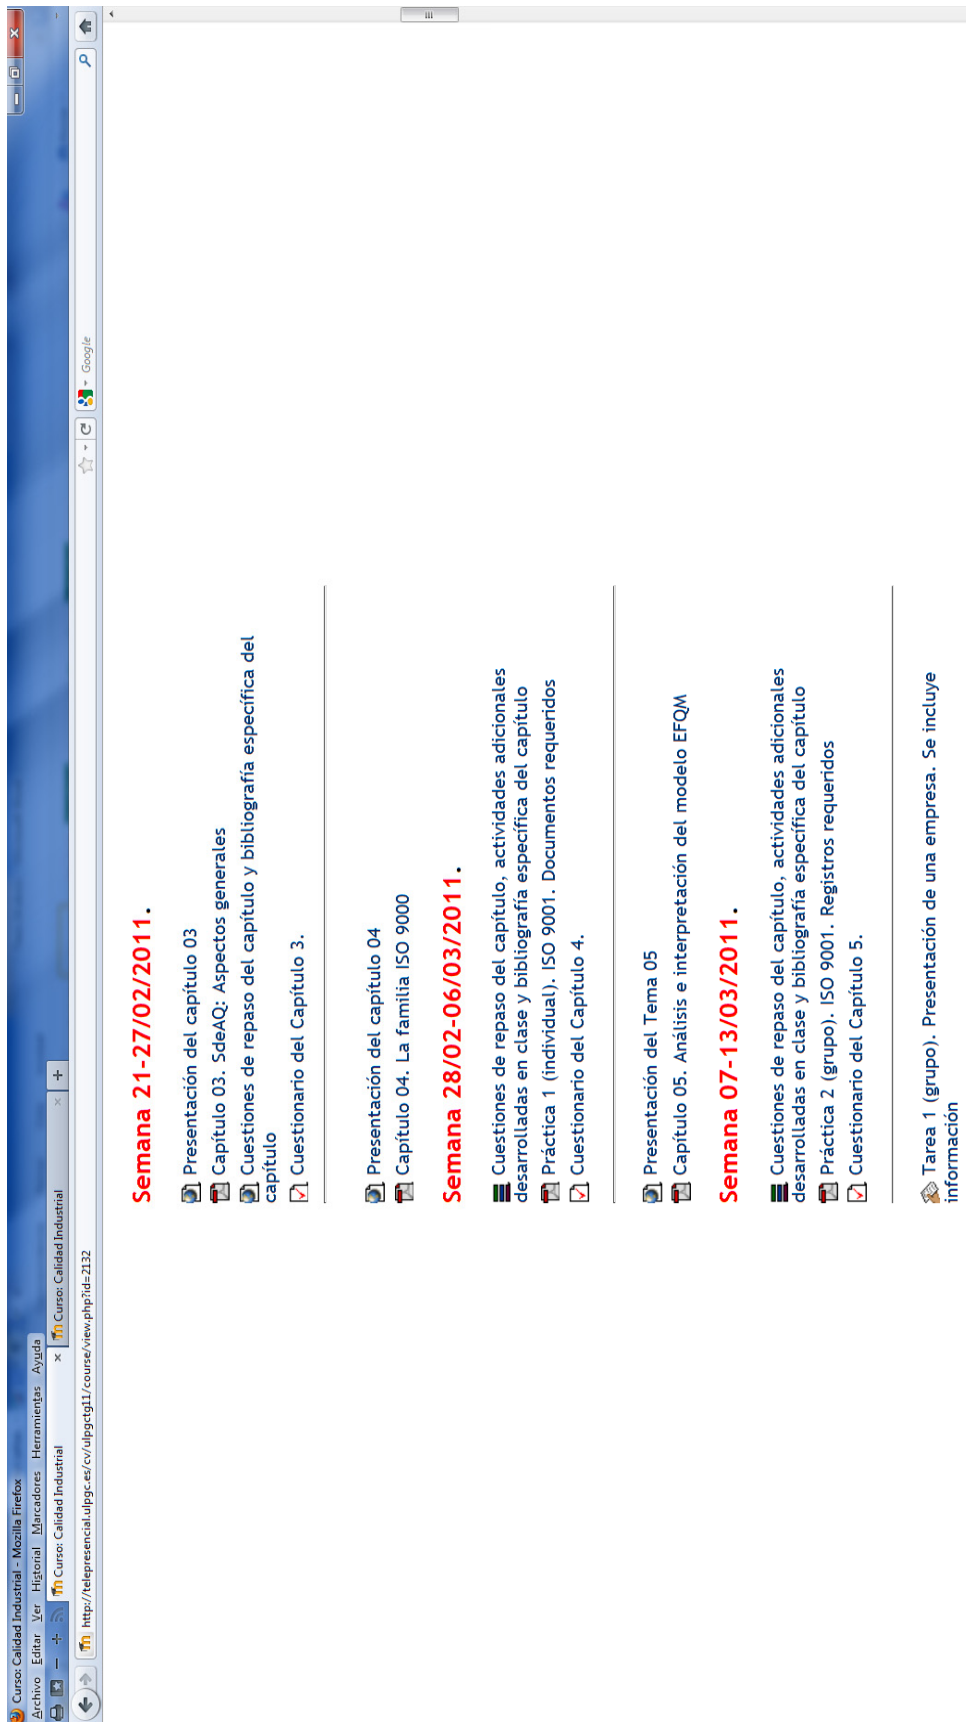 Curso: Calidad Industrial - Mozilla Firefox
Archivo Editar Ver Historial Marcadores Herramientas Ayuda
Curso: Calidad Industrial
Curso: Calidad Industrial
http://telepresencial.ulpgc.es/cv/ulpgctg11/course/view.php?id=2132
Google
Semana 21-27/02/2011.
Presentación del capítulo 03
Capítulo 03. SdeAQ: Aspectos generales
Cuestiones de repaso del capítulo y bibliografía específica del
capítulo
Cuestionario del Capítulo 3.
Presentación del capítulo 04
Capítulo 04. La familia ISO 9000
Semana 28/02-06/03/2011.
Cuestiones de repaso del capítulo, actividades adicionales
desarrolladas en clase y bibliografía específica del capítulo
Práctica 1 (individual). ISO 9001. Documentos requeridos
Cuestionario del Capítulo 4.
Presentación del Tema 05
Capítulo 05. Análisis e interpretación del modelo EFQM
Semana 07-13/03/2011.
Cuestiones de repaso del capítulo, actividades adicionales
desarrolladas en clase y bibliografía específica del capítulo
Práctica 2 (grupo). ISO 9001. Registros requeridos
Cuestionario del Capítulo 5.
Tarea 1 (grupo). Presentación de una empresa. Se incluye
información